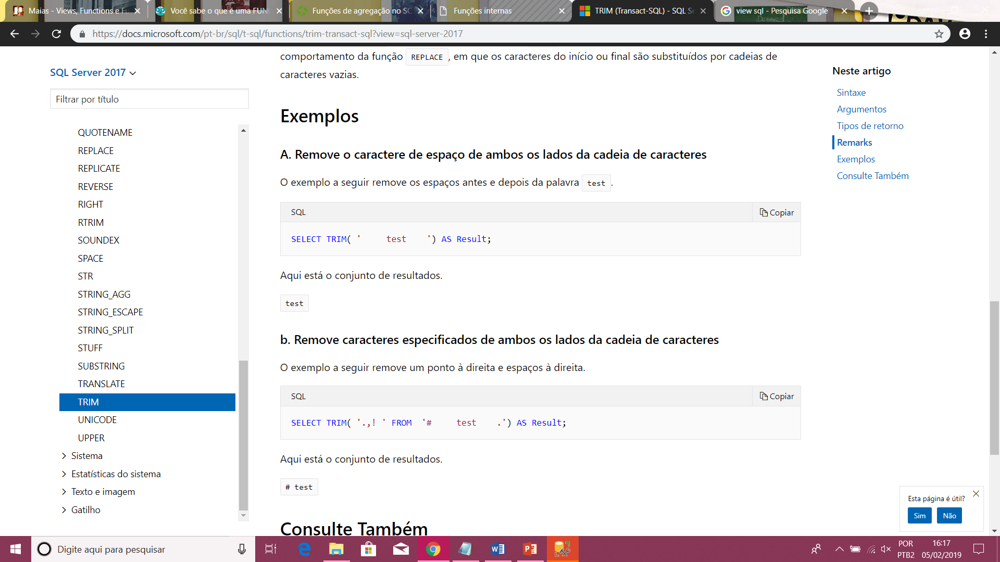 Maias - Views, Functions e Fu
Você sabe o que é uma FUNÇ
Funções de agregação no SQ
Funções internas
TRIM (Transact-SQL) - SQL Se
view sql - Pesquisa Google
https://docs.microsoft.com/pt-br/sql/t-sql/functions/trim-transact-sql?view=sql-server-2017
SQL Server 2017
Filtrar por título
QUOTENAME
REPLACE
REPLICATE
REVERSE
RIGHT
RTRIM
SOUNDEX
SPACE
STR
STRING_AGG
STRING_ESCAPE
STRING_SPLIT
STUFF
SUBSTRING
TRANSLATE
TRIM
UNICODE
UPPER
Sistema
Estatísticas do sistema
Texto e imagem
Gatilho
comportamento da função REPLACE, em que os caracteres do início ou final são substituídos por cadeias de
caracteres vazias.
Exemplos
A. Remove o caractere de espaço de ambos os lados da cadeia de caracteres
O exemplo a seguir remove os espaços antes e depois da palavra test.
SQL
Copiar
SELECT TRIM( '     test    ') AS Result;
Aqui está o conjunto de resultados.
test
b. Remove caracteres especificados de ambos os lados da cadeia de caracteres
O exemplo a seguir remove um ponto à direita e espaços à direita.
SQL
Copiar
SELECT TRIM( '.,! ' FROM  '#     test    .') AS Result;
Aqui está o conjunto de resultados.
# test
Consulte Também
Neste artigo
Sintaxe
Argumentos
Tipos de retorno
Remarks
Exemplos
Consulte Também
Esta página é útil?
Sim
Não
Digite aqui para pesquisar
POR
PTB2
16:17
05/02/2019